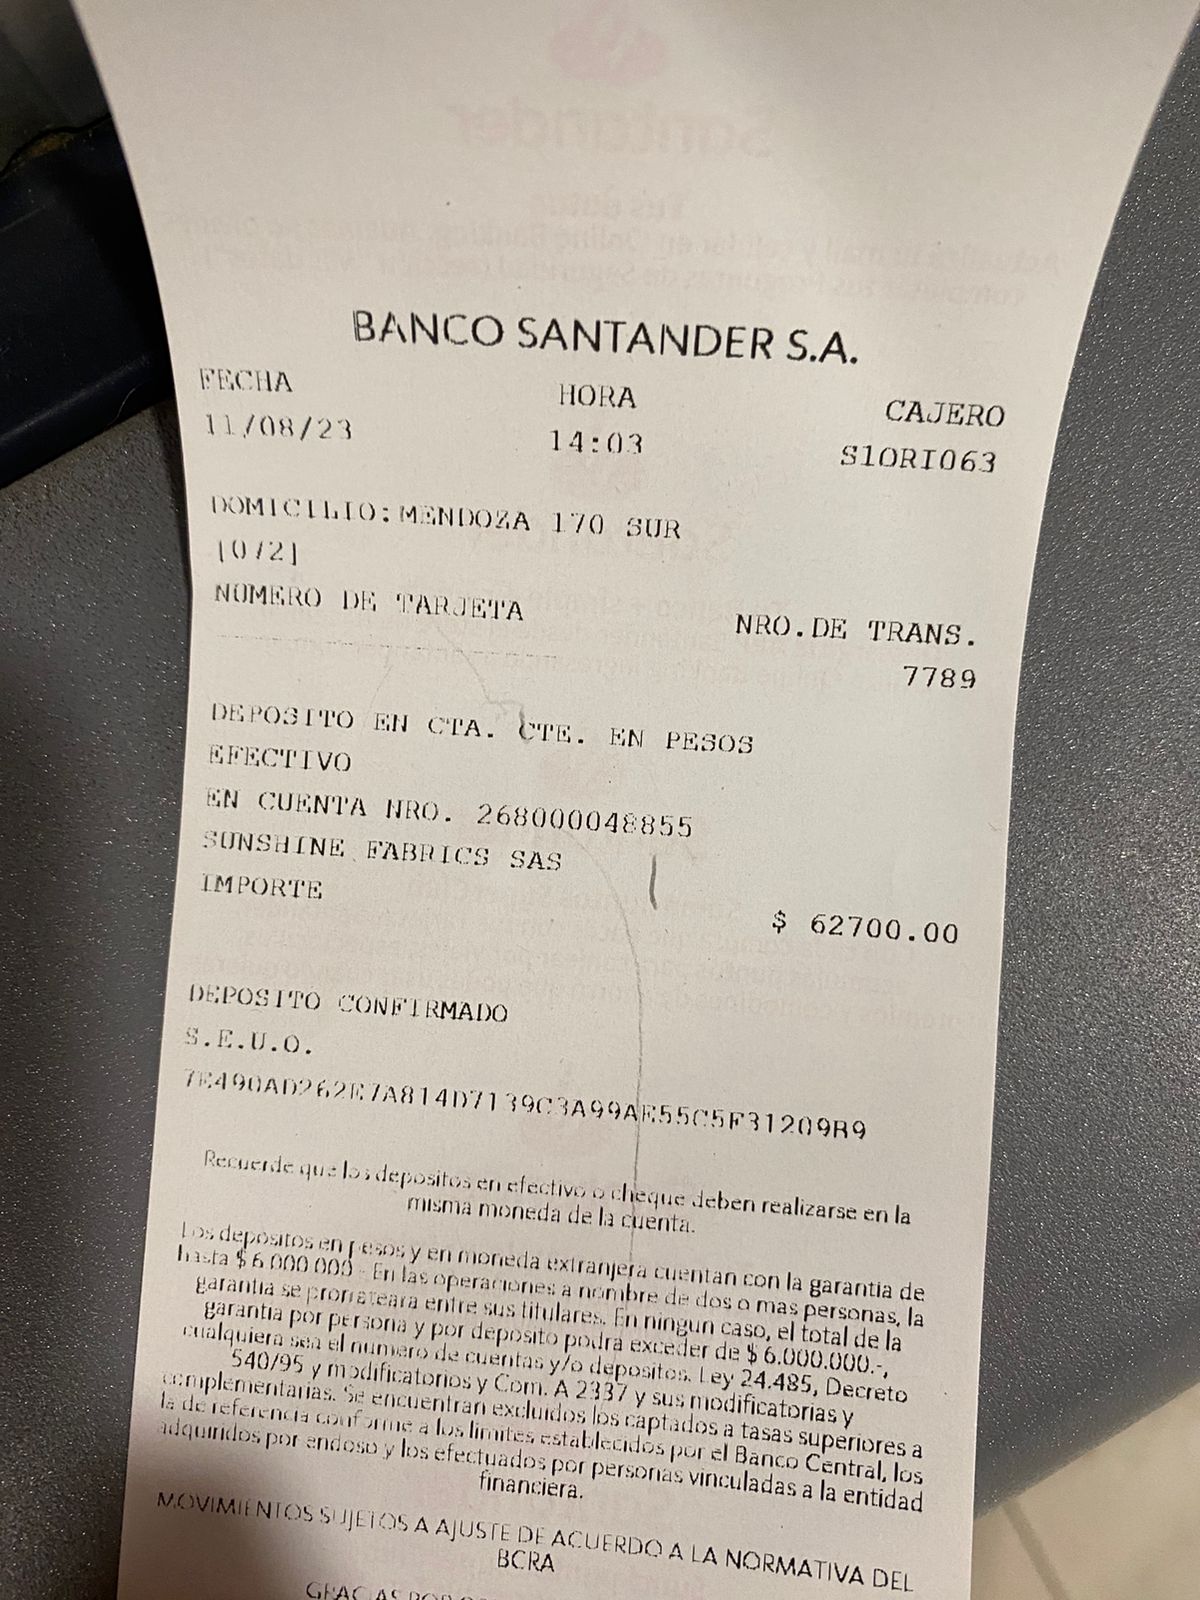 BANCO SANTANDER S.A.
FECHA HORA CAJERO
11/08/23 14:03 S1ORI063
DOMICILIO:MENDOZA 170 SUR
[072]
NUMERO DE TARJETA NRO.DE TRANS.
7789
DEPOSITO EN CTA. CTE. EN PESOS
EFECTIVO
EN CUENTA NRO. 268000048855
SUNSHINE FABRICS SAS
IMPORTE $ 62700.00
DEPOSITO CONFIRMADO
S.E.U.O.
7E490AD262E7A814D7139C3A99AE55C5F31209B9
Recuerde que los depositos en efectivo o cheque deben realizarse en la
misma moneda de la cuenta.
Los depositos en pesos y en moneda extranjera cuentan con la garantia de
hasta $ 6.000.000 - En las operaciones a nombre de dos o mas personas, la
garantia se prorrateara entre sus titulares. En ningun caso, el total de la
garantia por persona y por deposito podra exceder de $ 6.000.000.-,
cualquiera sea el numero de cuentas y/o depositos. Ley 24.485, Decreto
540/95 y modificatorios y Com. A 2337 y sus modificatorias y
complementarias. Se encuentran excluidos los captados a tasas superiores a
la de referencia conforme a los limites establecidos por el Banco Central, los
adquiridos por endoso y los efectuados por personas vinculadas a la entidad
financiera.
MOVIMIENTOS SUJETOS A AJUSTE DE ACUERDO A LA NORMATIVA DEL
BCRA
GRACIAS POR